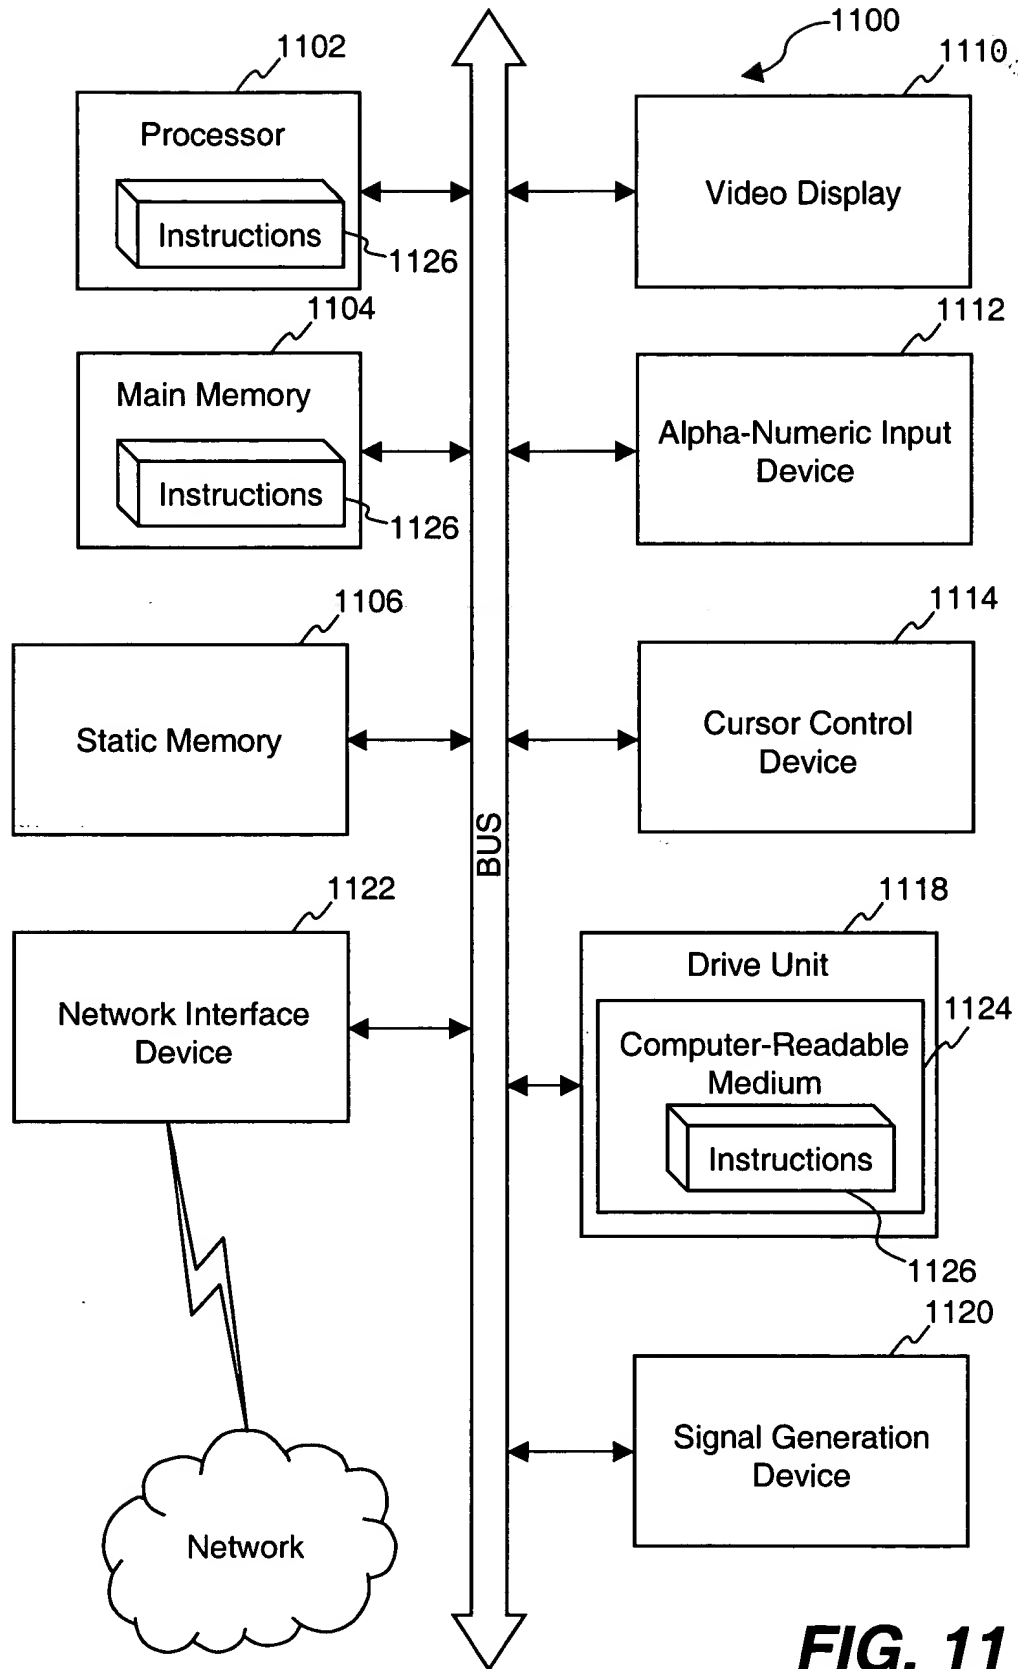 1100
1102
Processor
Instructions
1126
1110
Video Display
1104
Main Memory
Instructions
1126
1112
Alpha-Numeric Input
Device
1106
Static Memory
1114
Cursor Control
Device
BUS
1122
Network Interface
Device
1118
Drive Unit
1124
Computer-Readable
Medium
Instructions
1126
1120
Signal Generation
Device
Network
FIG. 11